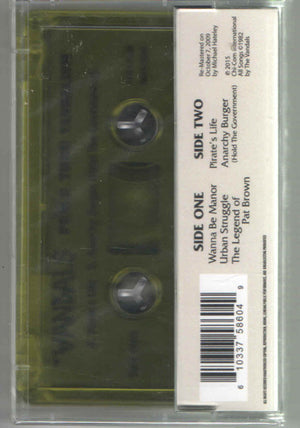 SIDE ONE
Wanna Be Manor
Urban Struggle
The Legend of
Pat Brown
SIDE TWO
Pirate's Life
Anarchy Burger
(Hold The Government)
Re-Mastered on
October 7, 2009
by Michael Hateley
℗ 2015
Chi-Com International
All Songs ©1982
by The Vandals
6 10337 58604 9